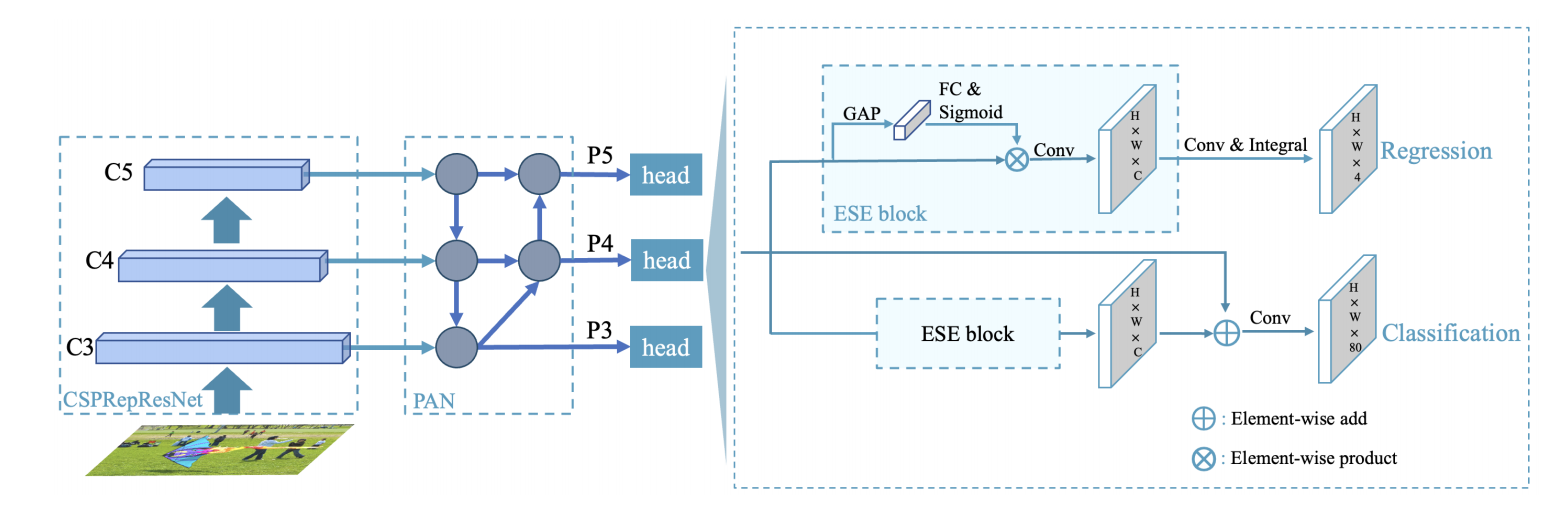 C5
C4
C3
CSPRepResNet
PAN
P5
P4
P3
head
head
head
GAP
FC &
Sigmoid
Conv
ESE block
H
×
W
×
C
Conv & Integral
H
×
W
×
4
Regression
ESE block
H
×
W
×
C
Conv
H
×
W
×
80
Classification
: Element-wise add
: Element-wise product